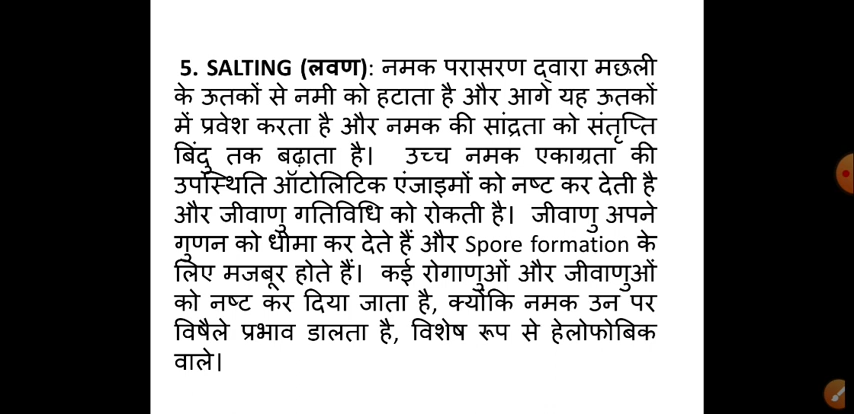 5. SALTING (लवण): नमक परासरण द्वारा मछली
के ऊतकों से नमी को हटाता है और आगे यह ऊतकों
में प्रवेश करता है और नमक की सांद्रता को संतृप्ति
बिंदु तक बढ़ाता है। उच्च नमक एकाग्रता की
उपस्थिति ऑटोलिटिक एंजाइमों को नष्ट कर देती है
और जीवाणु गतिविधि को रोकती है। जीवाणु अपने
गुणन को धीमा कर देते हैं और Spore formation के
लिए मजबूर होते हैं। कई रोगाणुओं और जीवाणुओं
को नष्ट कर दिया जाता है, क्योंकि नमक उन पर
विषैले प्रभाव डालता है, विशेष रूप से हेलोफोबिक
वाले।